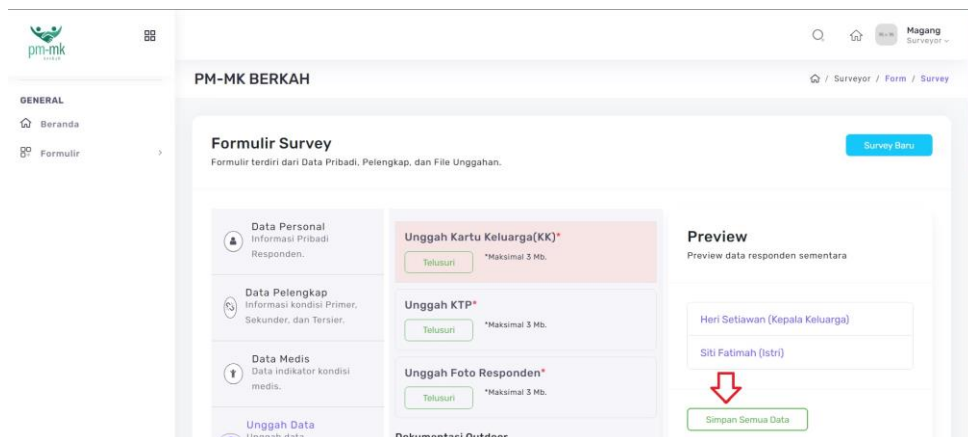 pm-mk
Magang
Surveyor
PM-MK BERKAH
/ Surveyor / Form / Survey
GENERAL
Beranda
Formulir
Formulir Survey
Formulir terdiri dari Data Pribadi, Pelengkap, dan File Unggahan.
Survey Baru
Data Personal
Informasi Pribadi
Responden.
Data Pelengkap
Informasi kondisi Primer,
Sekunder, dan Tersier.
Data Medis
Data indikator kondisi
medis.
Unggah Data
Unggah data
Unggah Kartu Keluarga(KK)*
Telusuri *Maksimal 3 Mb.
Unggah KTP*
Telusuri *Maksimal 3 Mb.
Unggah Foto Responden*
Telusuri *Maksimal 3 Mb.
Dokumentasi Outdoor
Preview
Preview data responden sementara
Heri Setiawan (Kepala Keluarga)
Siti Fatimah (Istri)
Simpan Semua Data